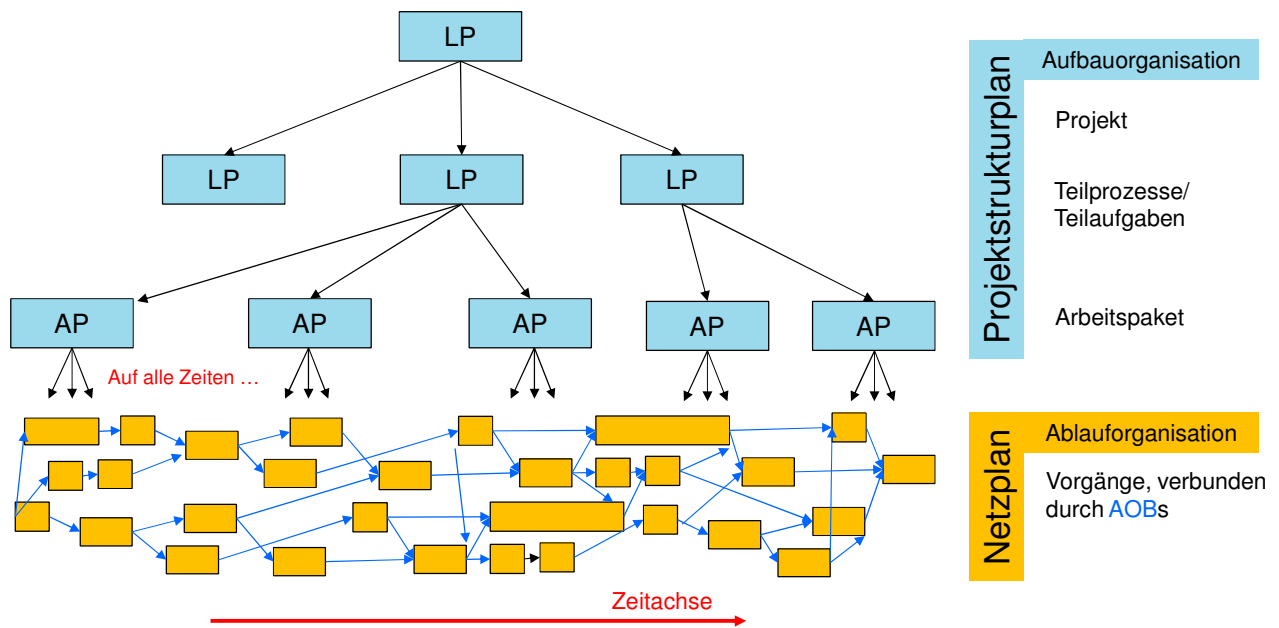 LP
LP
LP
LP
AP
AP
AP
AP
AP
Auf alle Zeiten …
Zeitachse
Projektstrukturplan
Aufbauorganisation
Projekt
Teilprozesse/
Teilaufgaben
Arbeitspaket
Netzplan
Ablauforganisation
Vorgänge, verbunden
durch AOBs